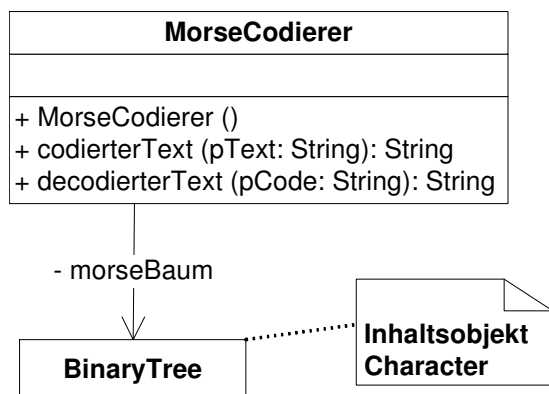 MorseCodierer
+ MorseCodierer ()
+ codierterText (pText: String): String
+ decodierterText (pCode: String): String
- morseBaum
BinaryTree
Inhaltsobjekt
Character